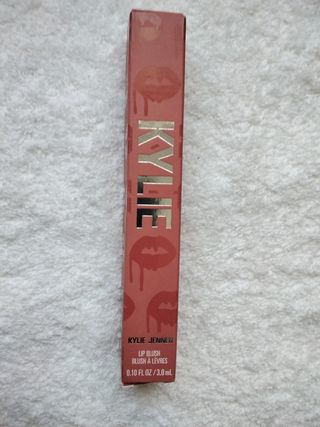 KYLIE
KYLIE JENNER
LIP BLUSH
BLUSH À LÈVRES
0.10 FL OZ / 3.0 mL